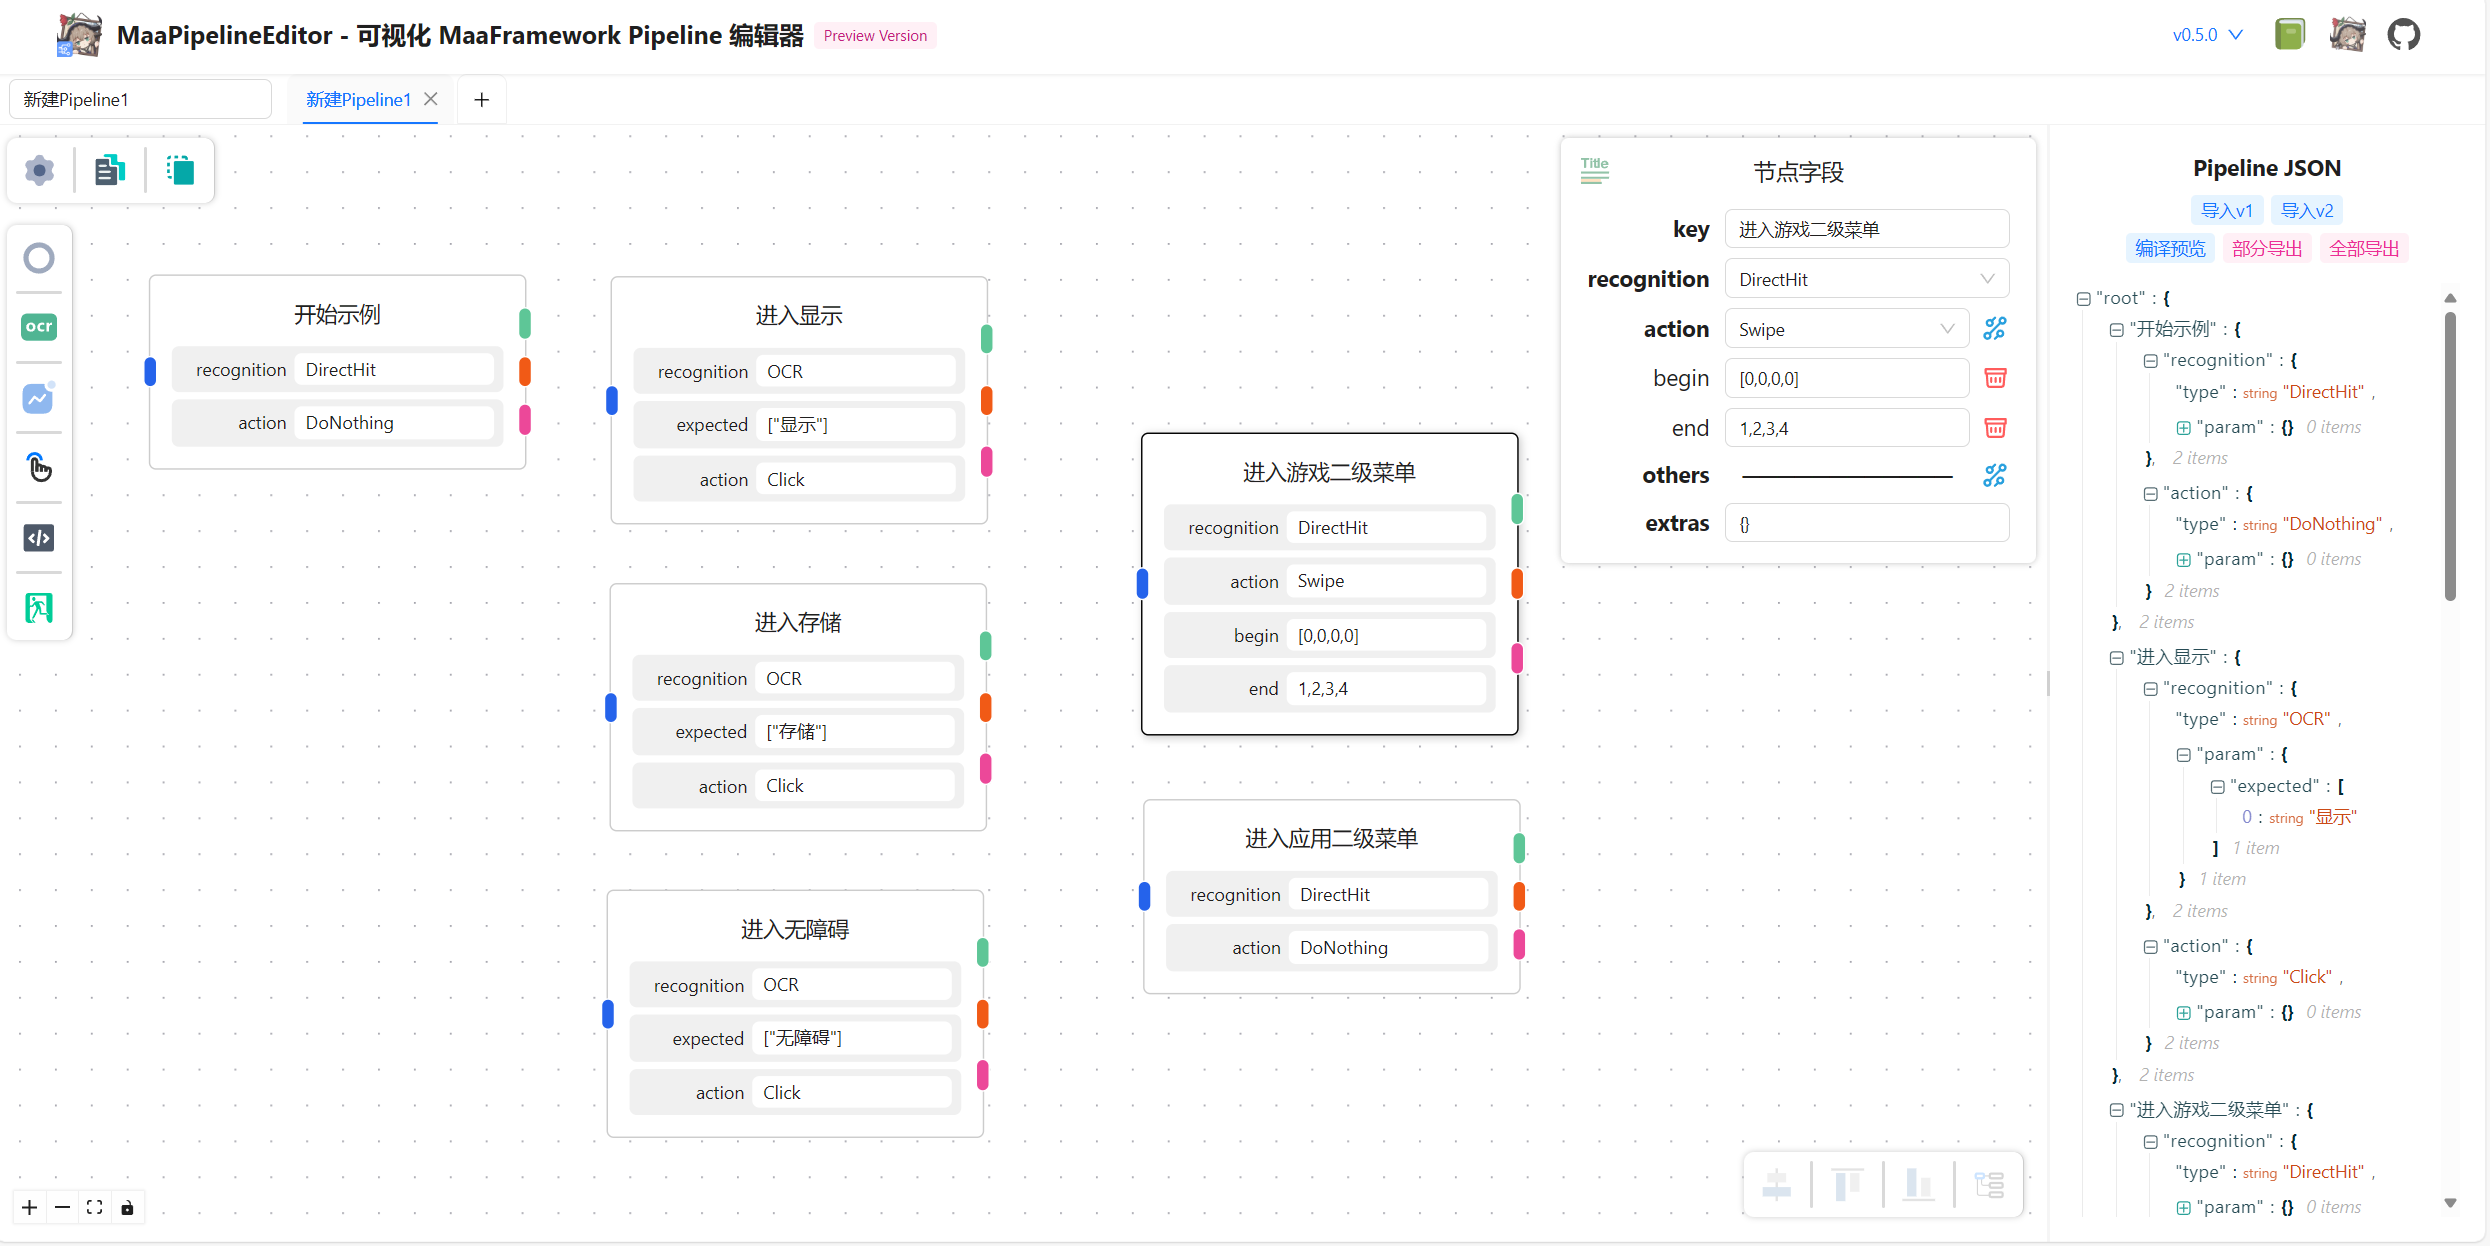 MaaPipelineEditor - 可视化 MaaFramework Pipeline 编辑器
Preview Version
v0.5.0
新建Pipeline1
新建Pipeline1
ocr
开始示例
recognition DirectHit
action DoNothing
进入显示
recognition OCR
expected ["显示"]
action Click
进入存储
recognition OCR
expected ["存储"]
action Click
进入无障碍
recognition OCR
expected ["无障碍"]
action Click
进入游戏二级菜单
recognition DirectHit
action Swipe
begin [0,0,0,0]
end 1,2,3,4
进入应用二级菜单
recognition DirectHit
action DoNothing
Title
节点字段
key 进入游戏二级菜单
recognition DirectHit
action Swipe
begin [0,0,0,0]
end 1,2,3,4
others
extras {}
Pipeline JSON
导入v1 导入v2
编译预览 部分导出 全部导出
"root" : {
"开始示例" : {
"recognition" : {
"type" : string "DirectHit" ,
"param" : {} 0 items
}, 2 items
"action" : {
"type" : string "DoNothing" ,
"param" : {} 0 items
} 2 items
}, 2 items
"进入显示" : {
"recognition" : {
"type" : string "OCR" ,
"param" : {
"expected" : [
0 : string "显示"
] 1 item
} 1 item
}, 2 items
"action" : {
"type" : string "Click" ,
"param" : {} 0 items
} 2 items
}, 2 items
"进入游戏二级菜单" : {
"recognition" : {
"type" : string "DirectHit" ,
"param" : {} 0 items